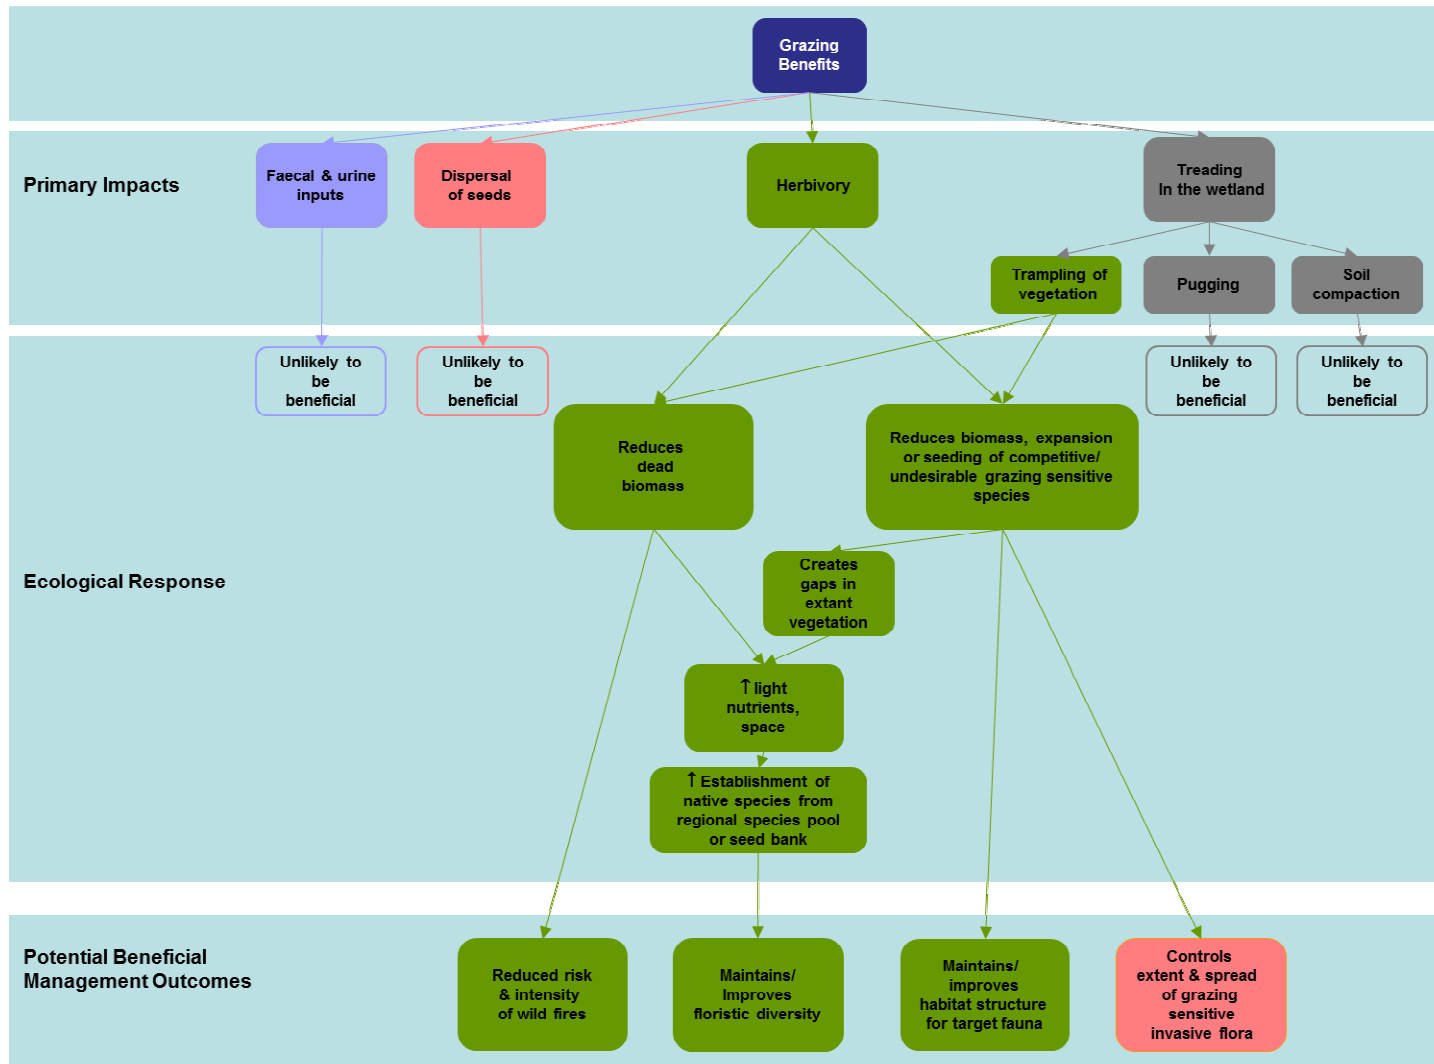 Grazing
Benefits
Primary Impacts
Faecal & urine
inputs
Dispersal
of seeds
Herbivory
Treading
In the wetland
Trampling of
vegetation
Pugging
Soil
compaction
Unlikely to
be
beneficial
Unlikely to
be
beneficial
Unlikely to
be
beneficial
Unlikely to
be
beneficial
Reduces
dead
biomass
Reduces biomass, expansion
or seeding of competitive/
undesirable grazing sensitive
species
Ecological Response
Creates
gaps in
extant
vegetation
↑ light
nutrients,
space
↑ Establishment of
native species from
regional species pool
or seed bank
Potential Beneficial
Management Outcomes
Reduced risk
& intensity
of wild fires
Maintains/
Improves
floristic diversity
Maintains/
improves
habitat structure
for target fauna
Controls
extent & spread
of grazing
sensitive
invasive flora